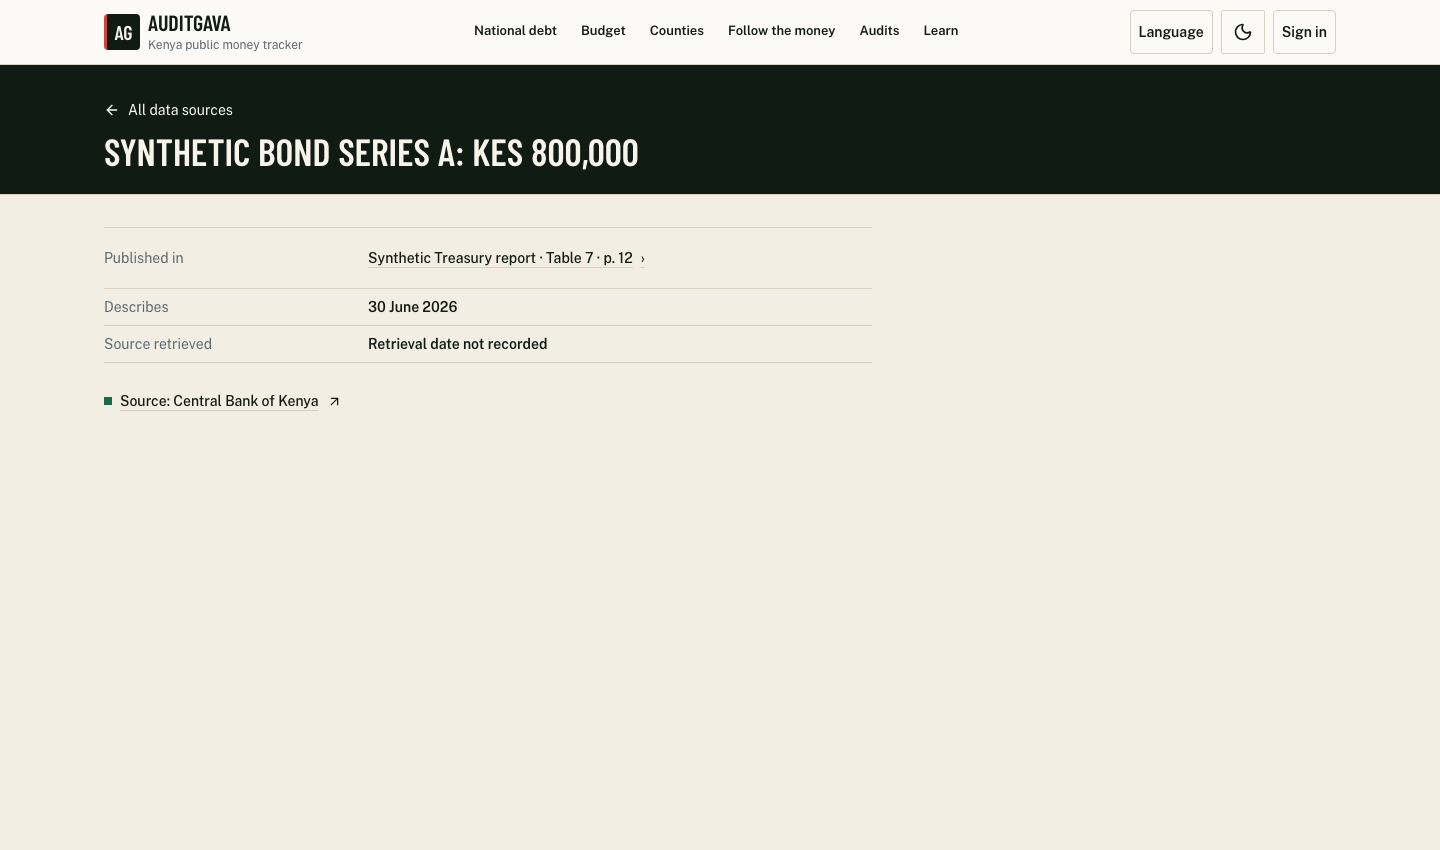 AG
AUDITGAVA
Kenya public money tracker
National debt
Budget
Counties
Follow the money
Audits
Learn
Language
Sign in
← All data sources
SYNTHETIC BOND SERIES A: KES 800,000
Published in
Synthetic Treasury report · Table 7 · p. 12 ›
Describes
30 June 2026
Source retrieved
Retrieval date not recorded
Source: Central Bank of Kenya